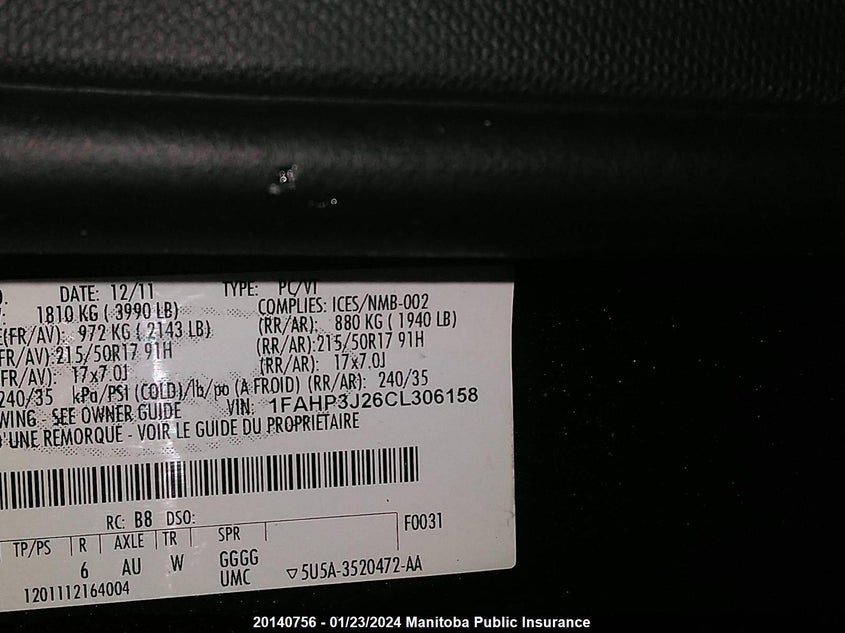 DATE: 12/11 TYPE: PC/VT
1810 KG ( 3990 LB) COMPLIES: ICES/NMB-002
(FR/AV): 972 KG ( 2143 LB) (RR/AR): 880 KG ( 1940 LB)
FR/AV):215/50R17 91H (RR/AR):215/50R17 91H
FR/AV): 17x7.0J (RR/AR): 17x7.0J
240/35 kPa/PSI (COLD)/lb/po (A FROID) (RR/AR): 240/35
WING - SEE OWNER GUIDE VIN: 1FAHP3J26CL306158
D'UNE REMORQUE - VOIR LE GUIDE DU PROPRIÉTAIRE
RC: B8 DSO: F0031
TP/PS R AXLE TR SPR
6 AU W GGGG
UMC
1201112164004 ▽5U5A-3520472-AA
20140756 - 01/23/2024 Manitoba Public Insurance